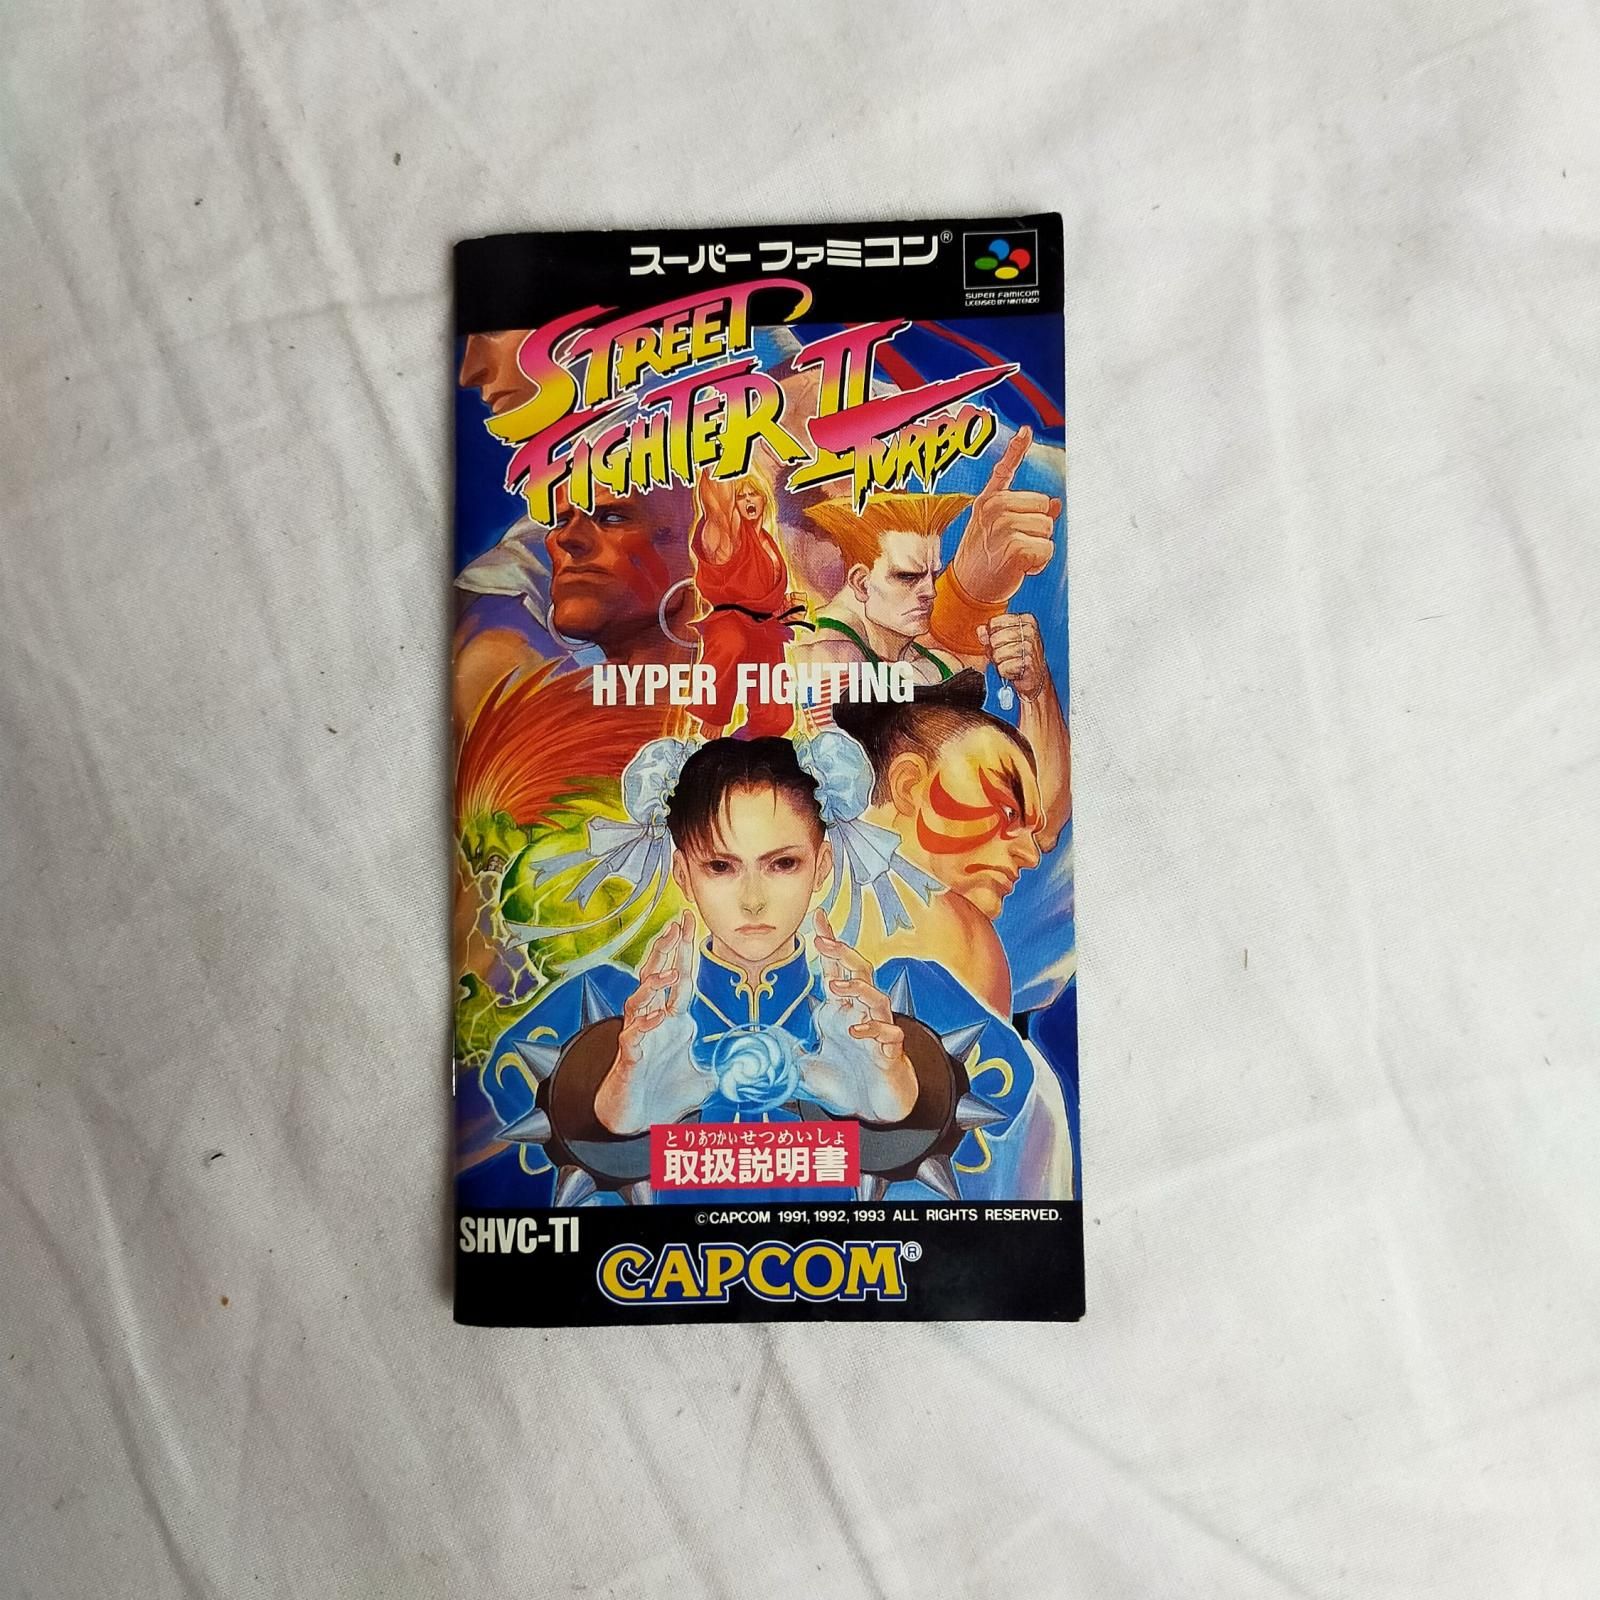 スーパーファミコン®
SUPER FAMICOM
LICENSED BY NINTENDO
STREET
FIGHTER II
TURBO
HYPER FIGHTING
とりあつかいせつめいしょ
取扱説明書
©CAPCOM 1991, 1992, 1993 ALL RIGHTS RESERVED.
SHVC-TI
CAPCOM®